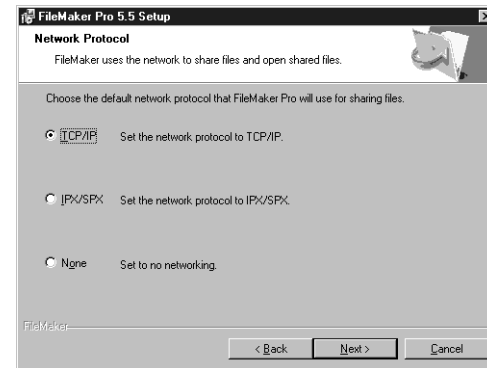 FileMaker Pro 5.5 Setup
Network Protocol
FileMaker uses the network to share files and open shared files.
Choose the default network protocol that FileMaker Pro will use for sharing files.
TCP/IP Set the network protocol to TCP/IP.
IPX/SPX Set the network protocol to IPX/SPX.
None Set to no networking.
FileMaker
< Back Next > Cancel